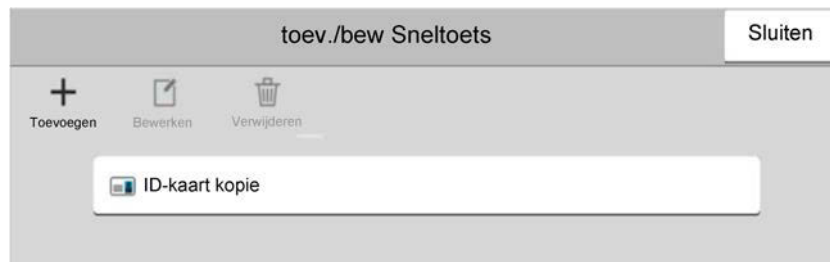 toev./bew Sneltoets
Sluiten
Toevoegen
Bewerken
Verwijderen
ID-kaart kopie